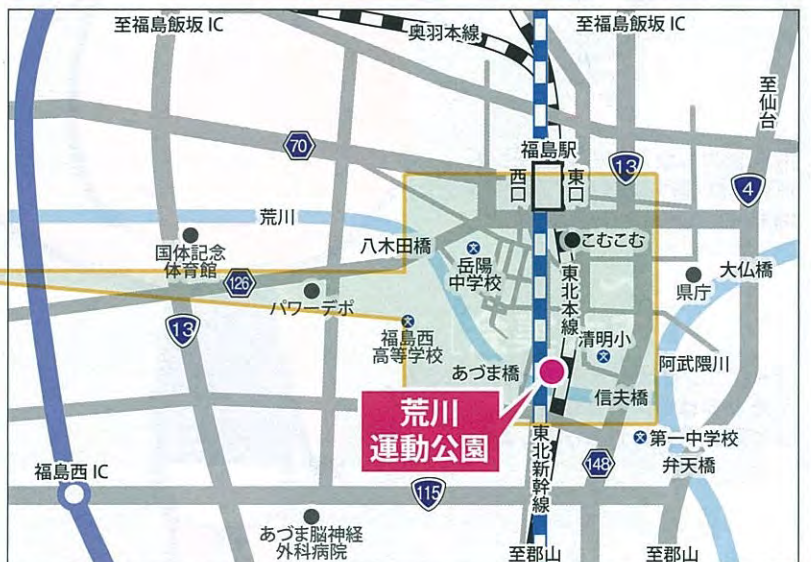 至福島飯坂 IC
奥羽本線
至福島飯坂 IC
至仙台
70
福島駅
西口
東口
13
4
荒川
八木田橋
こむこむ
国体記念
体育館
岳陽
中学校
東北本線
大仏橋
県庁
126
パワーデポ
13
福島西
高等学校
清明小
あづま橋
阿武隈川
信夫橋
荒川
運動公園
東北新幹線
第一中学校
148
弁天橋
福島西 IC
115
あづま脳神経
外科病院
至郡山
至郡山